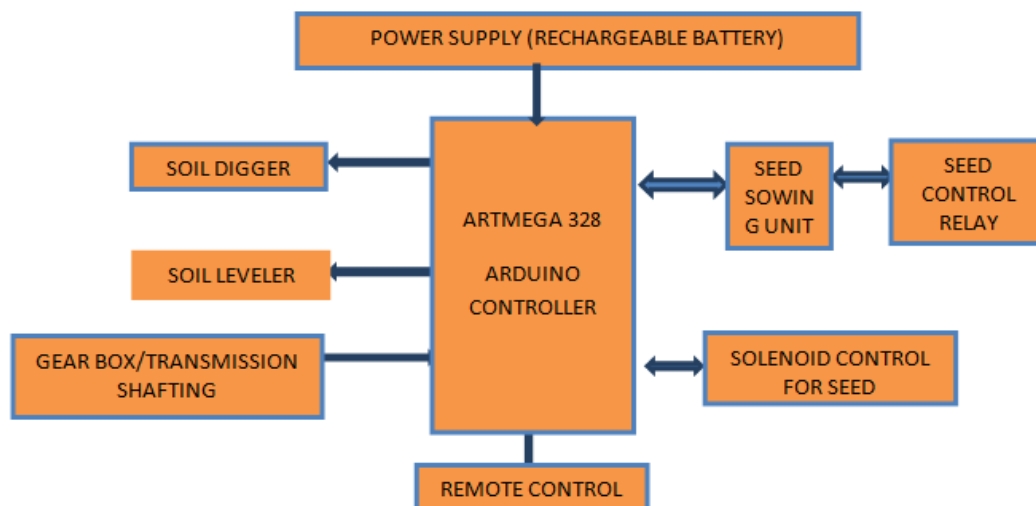 POWER SUPPLY (RECHARGEABLE BATTERY)
SOIL DIGGER
SOIL LEVELER
GEAR BOX/TRANSMISSION
SHAFTING
ARTMEGA 328
ARDUINO
CONTROLLER
SEED
SOWIN
G UNIT
SEED
CONTROL
RELAY
SOLENOID CONTROL
FOR SEED
REMOTE CONTROL